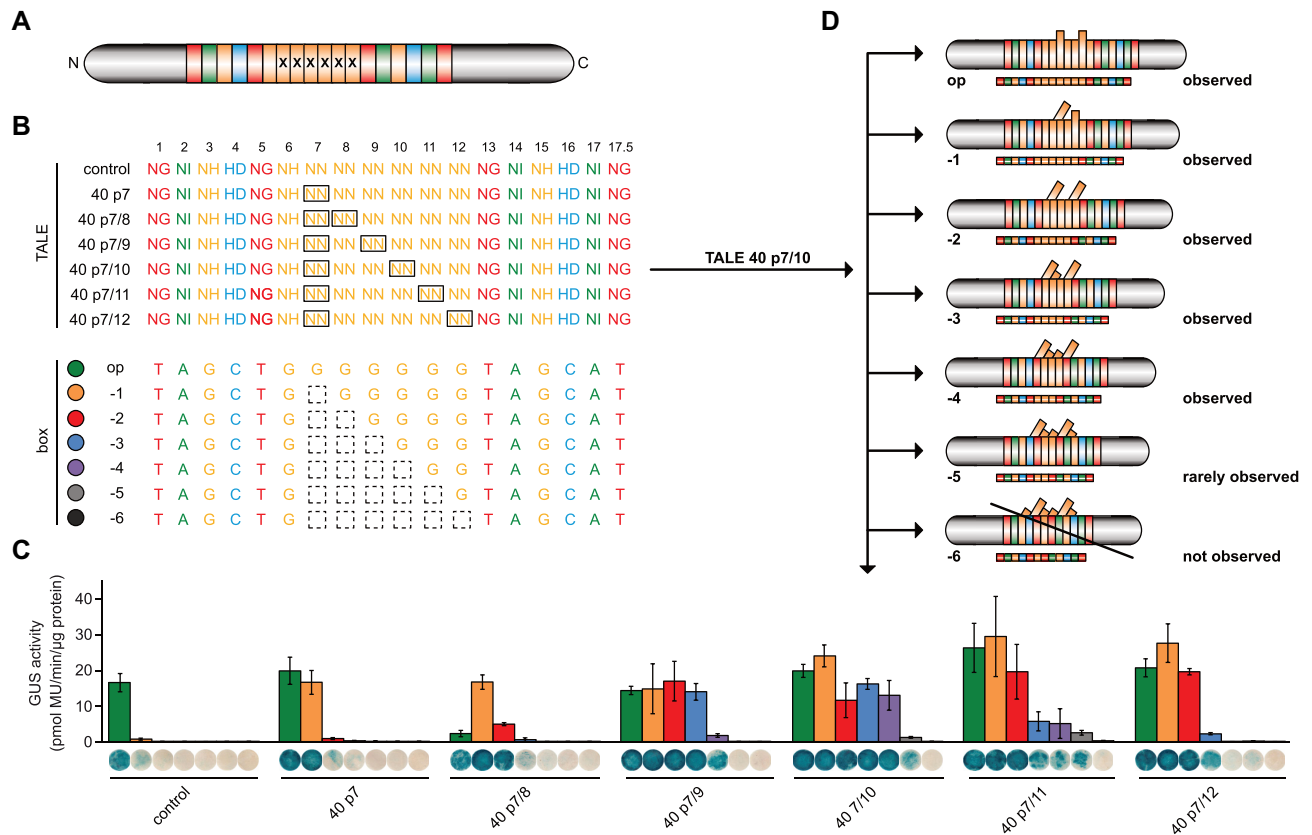 A
N
x x x x x x
C
B
1 2 3 4 5 6 7 8 9 10 11 12 13 14 15 16 17 17.5
TALE
control NG NI NH HD NG NH NN NN NN NN NN NN NG NI NH HD NI NG
40 p7 NG NI NH HD NG NH NN NN NN NN NN NN NG NI NH HD NI NG
40 p7/8 NG NI NH HD NG NH NN NN NN NN NN NN NG NI NH HD NI NG
40 p7/9 NG NI NH HD NG NH NN NN NN NN NN NN NG NI NH HD NI NG
40 p7/10 NG NI NH HD NG NH NN NN NN NN NN NN NG NI NH HD NI NG
40 p7/11 NG NI NH HD NG NH NN NN NN NN NN NN NG NI NH HD NI NG
40 p7/12 NG NI NH HD NG NH NN NN NN NN NN NN NG NI NH HD NI NG
box
op T A G C T G G G G G G G T A G C A T
-1 T A G C T G G G G G G T A G C A T
-2 T A G C T G G G G G T A G C A T
-3 T A G C T G G G G T A G C A T
-4 T A G C T G G G T A G C A T
-5 T A G C T G G T A G C A T
-6 T A G C T G T A G C A T
TALE 40 p7/10
D
op observed
-1 observed
-2 observed
-3 observed
-4 observed
-5 rarely observed
-6 not observed
C
GUS activity
(pmol MU/min/µg protein)
40
30
20
10
0
control
40 p7
40 p7/8
40 p7/9
40 7/10
40 p7/11
40 p7/12